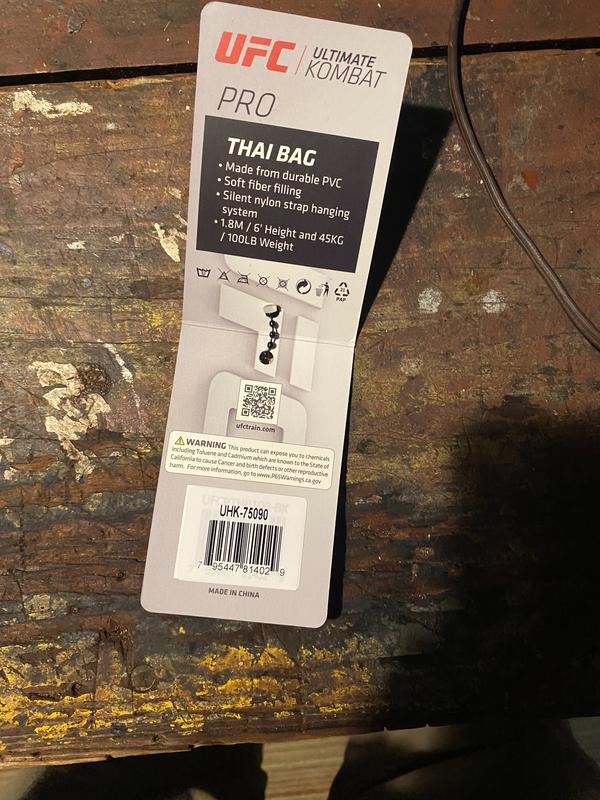 UFC | ULTIMATE
KOMBAT
PRO
THAI BAG
• Made from durable PVC
• Soft fiber filling
• Silent nylon strap hanging
system
• 1.8M / 6' Height and 45KG
/ 100LB Weight
21
PAP
ufctrain.com
WARNING This product can expose you to chemicals
including Toluene and Cadmium which are known to the State of
California to cause Cancer and birth defects or other reproductive
harm. For more information, go to www.P65Warnings.ca.gov
UHK-75090
7 95447 81402 9
MADE IN CHINA